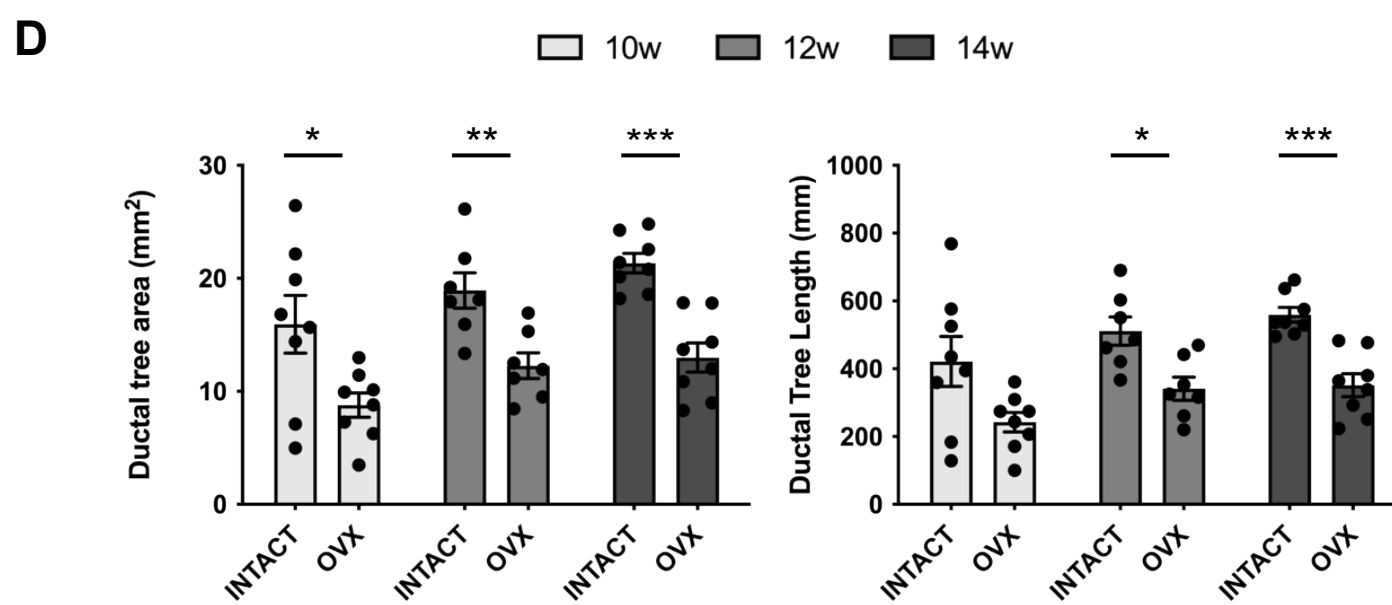 D
10w 12w 14w
* ** ***
Ductal tree area (mm²)
30
20
10
0
INTACT OVX INTACT OVX INTACT OVX
* ***
Ductal Tree Length (mm)
1000
800
600
400
200
0
INTACT OVX INTACT OVX INTACT OVX